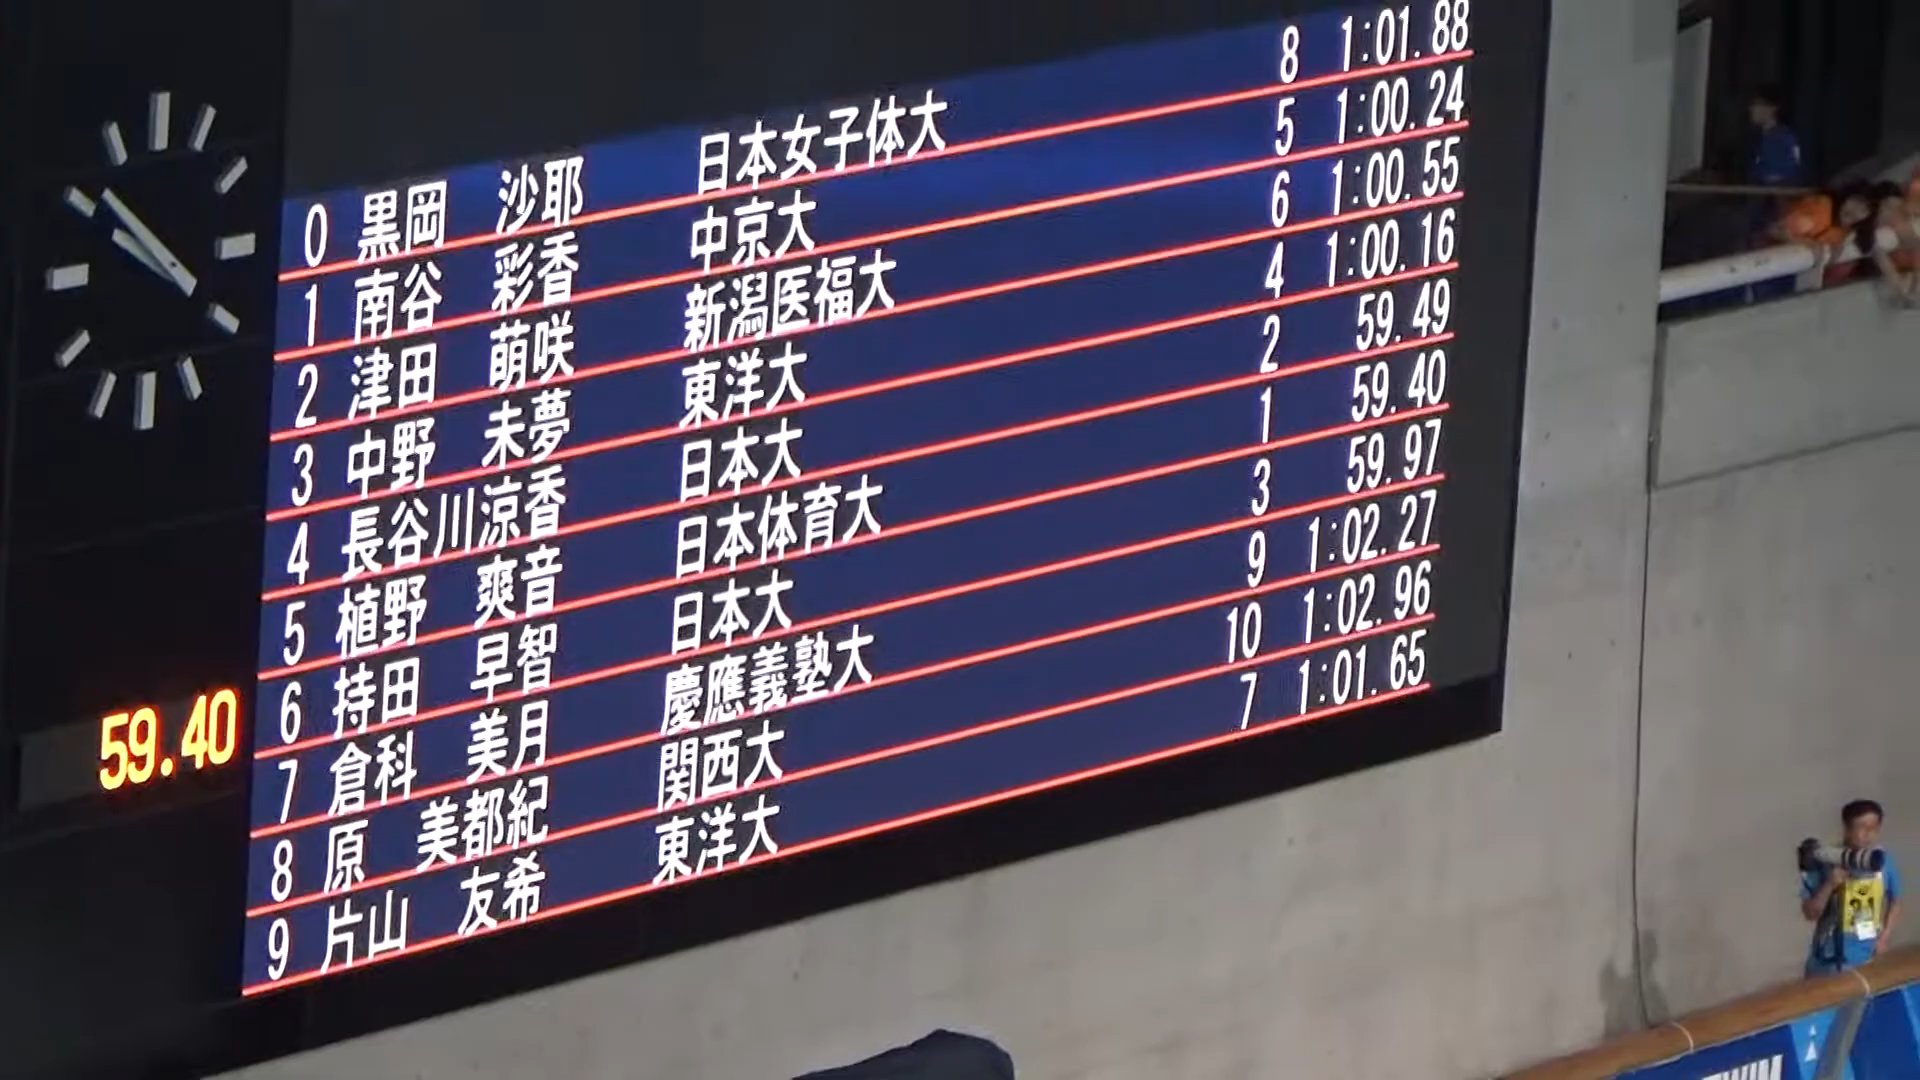 0 黒岡 沙耶 日本女子体大 8 1:01.88
1 南谷 彩香 中京大 5 1:00.24
2 津田 萌咲 新潟医福大 6 1:00.55
3 中野 未夢 東洋大 4 1:00.16
4 長谷川涼香 日本大 2 59.49
5 植野 爽音 日本体育大 1 59.40
6 持田 早智 日本大 3 59.97
7 倉科 美月 慶應義塾大 9 1:02.27
8 原 美都紀 関西大 10 1:02.96
9 片山 友希 東洋大 7 1:01.65
59.40